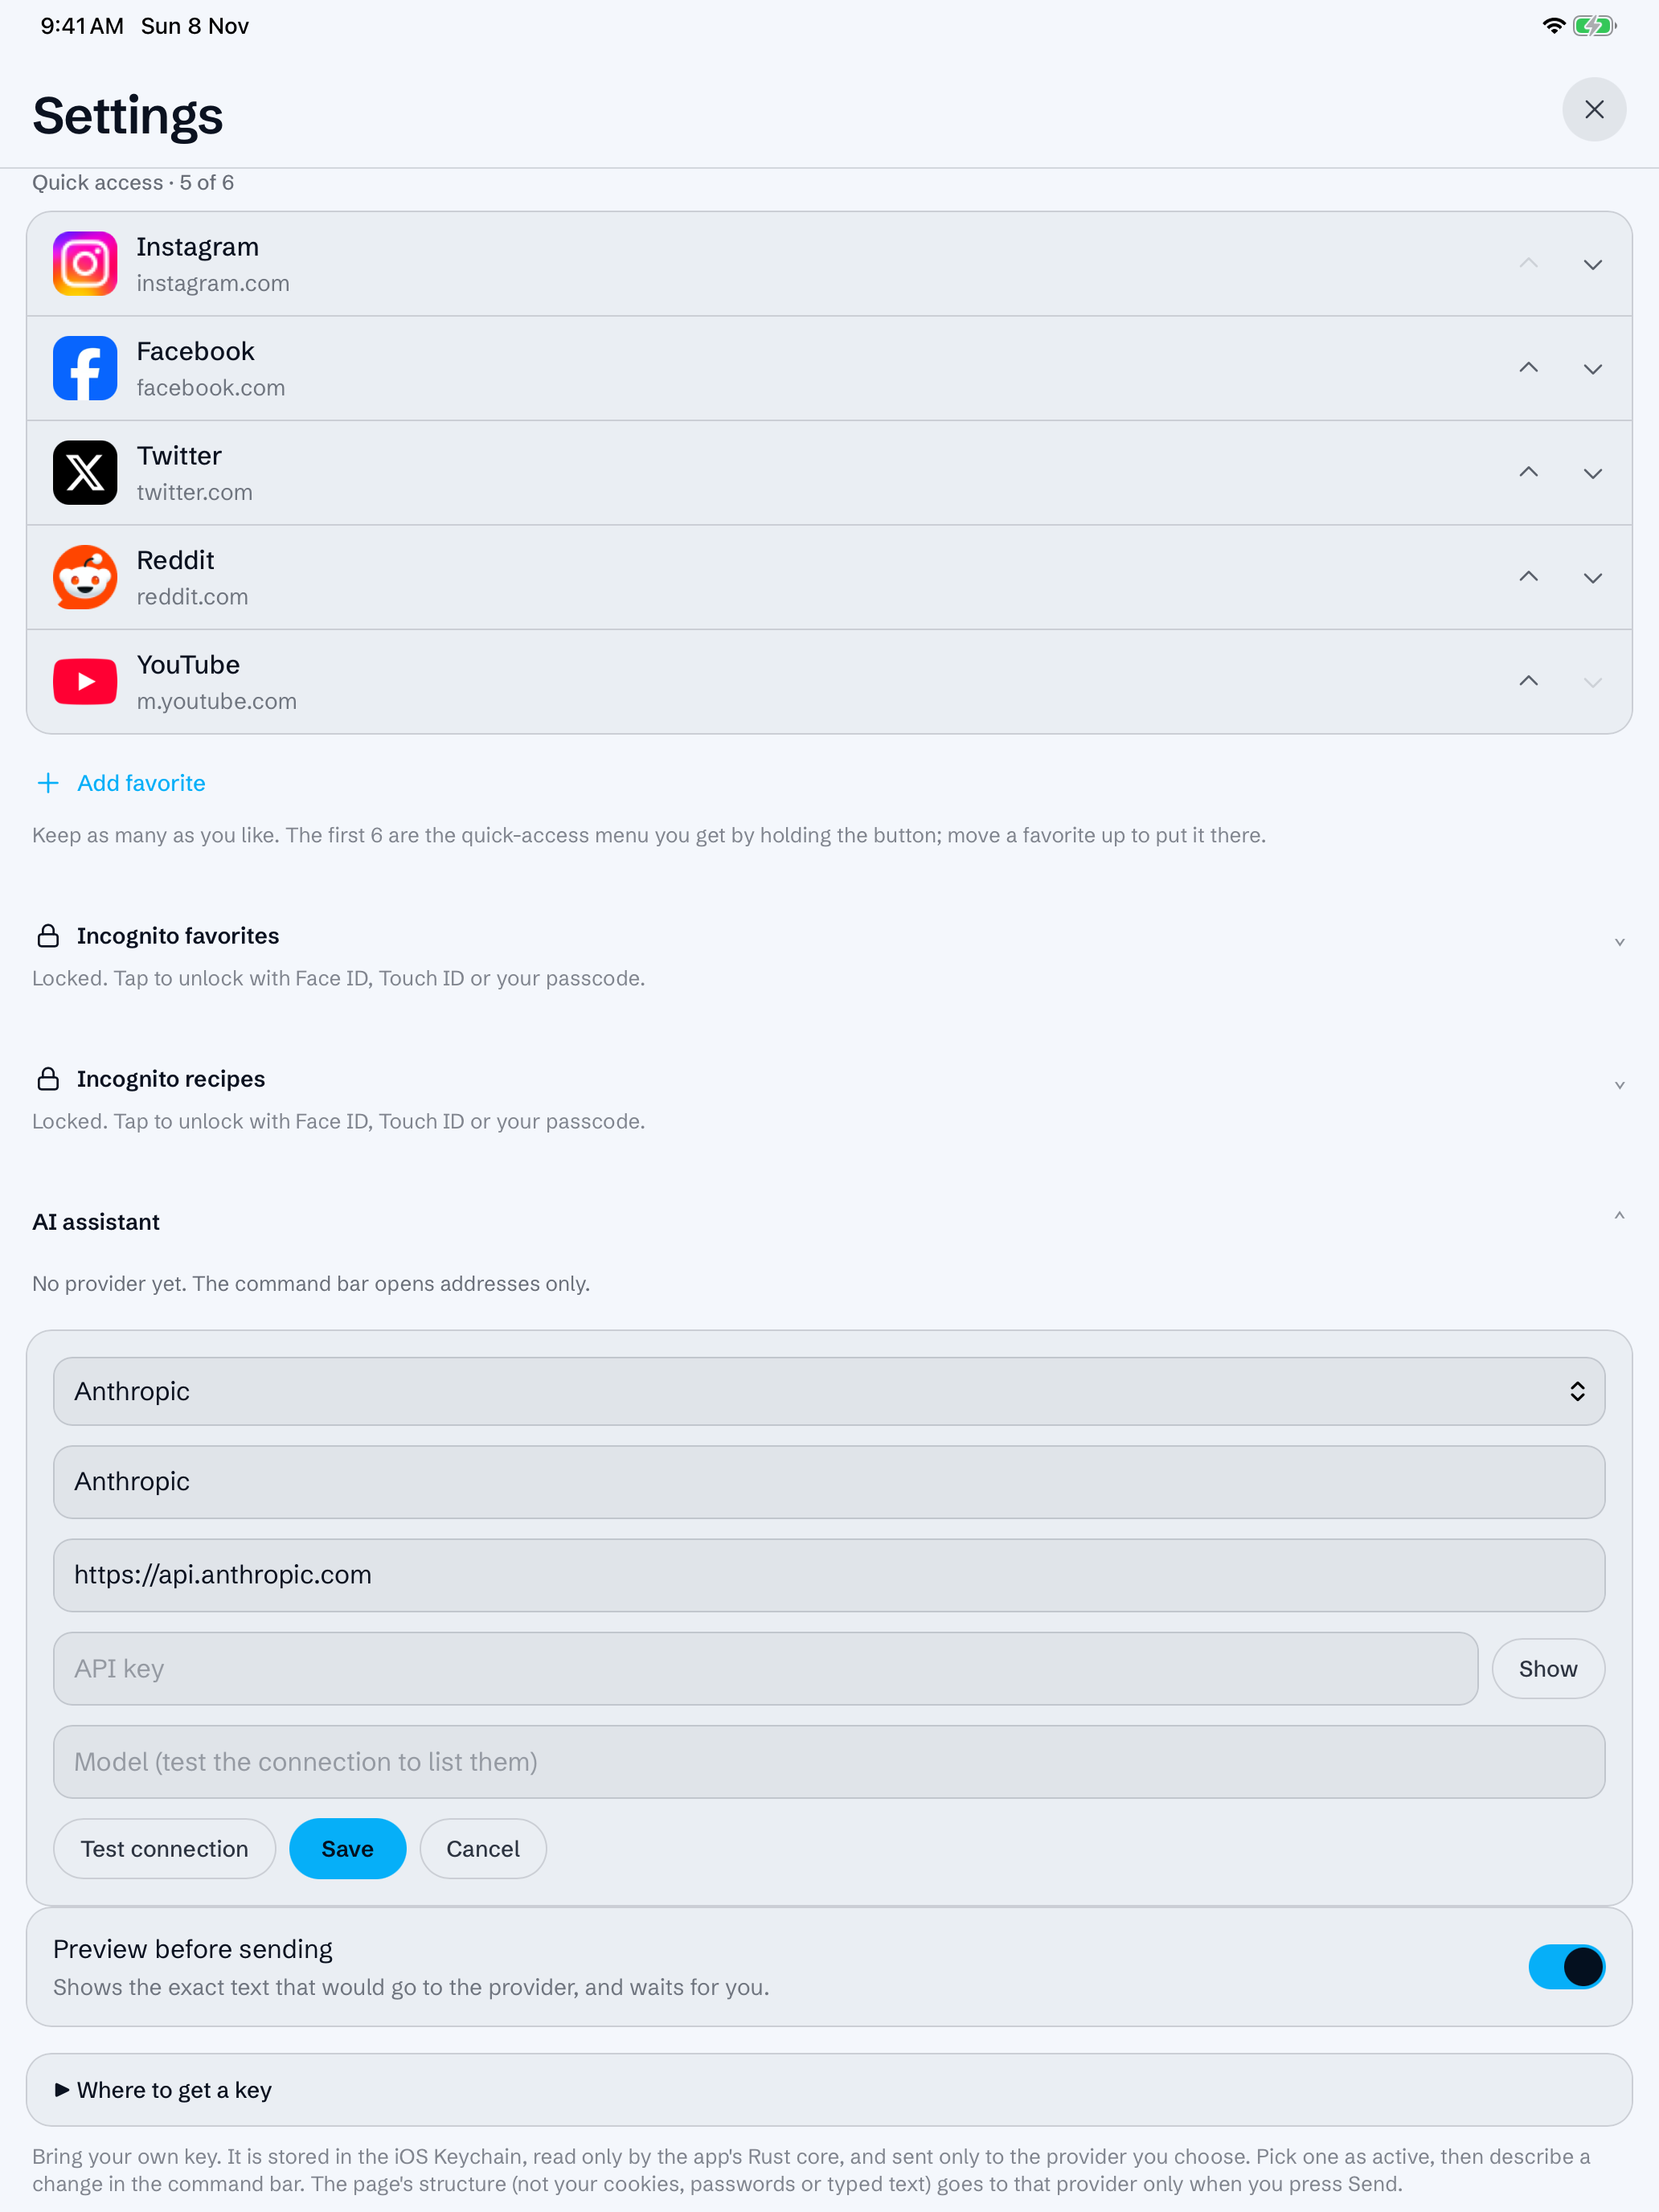 9:41 AM Sun 8 Nov
Settings
Quick access · 5 of 6
Instagram
instagram.com
Facebook
facebook.com
Twitter
twitter.com
Reddit
reddit.com
YouTube
m.youtube.com
Add favorite
Keep as many as you like. The first 6 are the quick-access menu you get by holding the button; move a favorite up to put it there.
Incognito favorites
Locked. Tap to unlock with Face ID, Touch ID or your passcode.
Incognito recipes
Locked. Tap to unlock with Face ID, Touch ID or your passcode.
AI assistant
No provider yet. The command bar opens addresses only.
Anthropic
Anthropic
https://api.anthropic.com
API key Show
Model (test the connection to list them)
Test connection Save Cancel
Preview before sending
Shows the exact text that would go to the provider, and waits for you.
Where to get a key
Bring your own key. It is stored in the iOS Keychain, read only by the app's Rust core, and sent only to the provider you choose. Pick one as active, then describe a
change in the command bar. The page's structure (not your cookies, passwords or typed text) goes to that provider only when you press Send.